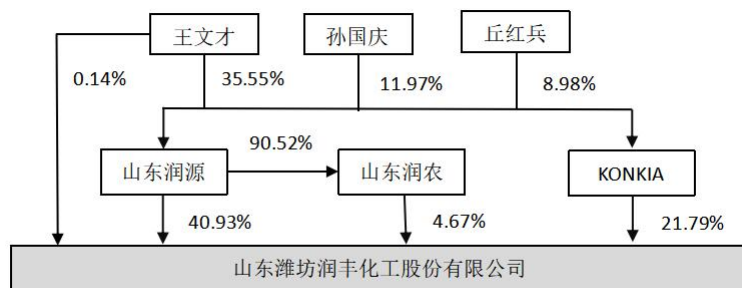 王文才
孙国庆
丘红兵
0.14%
35.55%
11.97%
8.98%
90.52%
山东润源
山东润农
KONKIA
40.93%
4.67%
21.79%
山东潍坊润丰化工股份有限公司